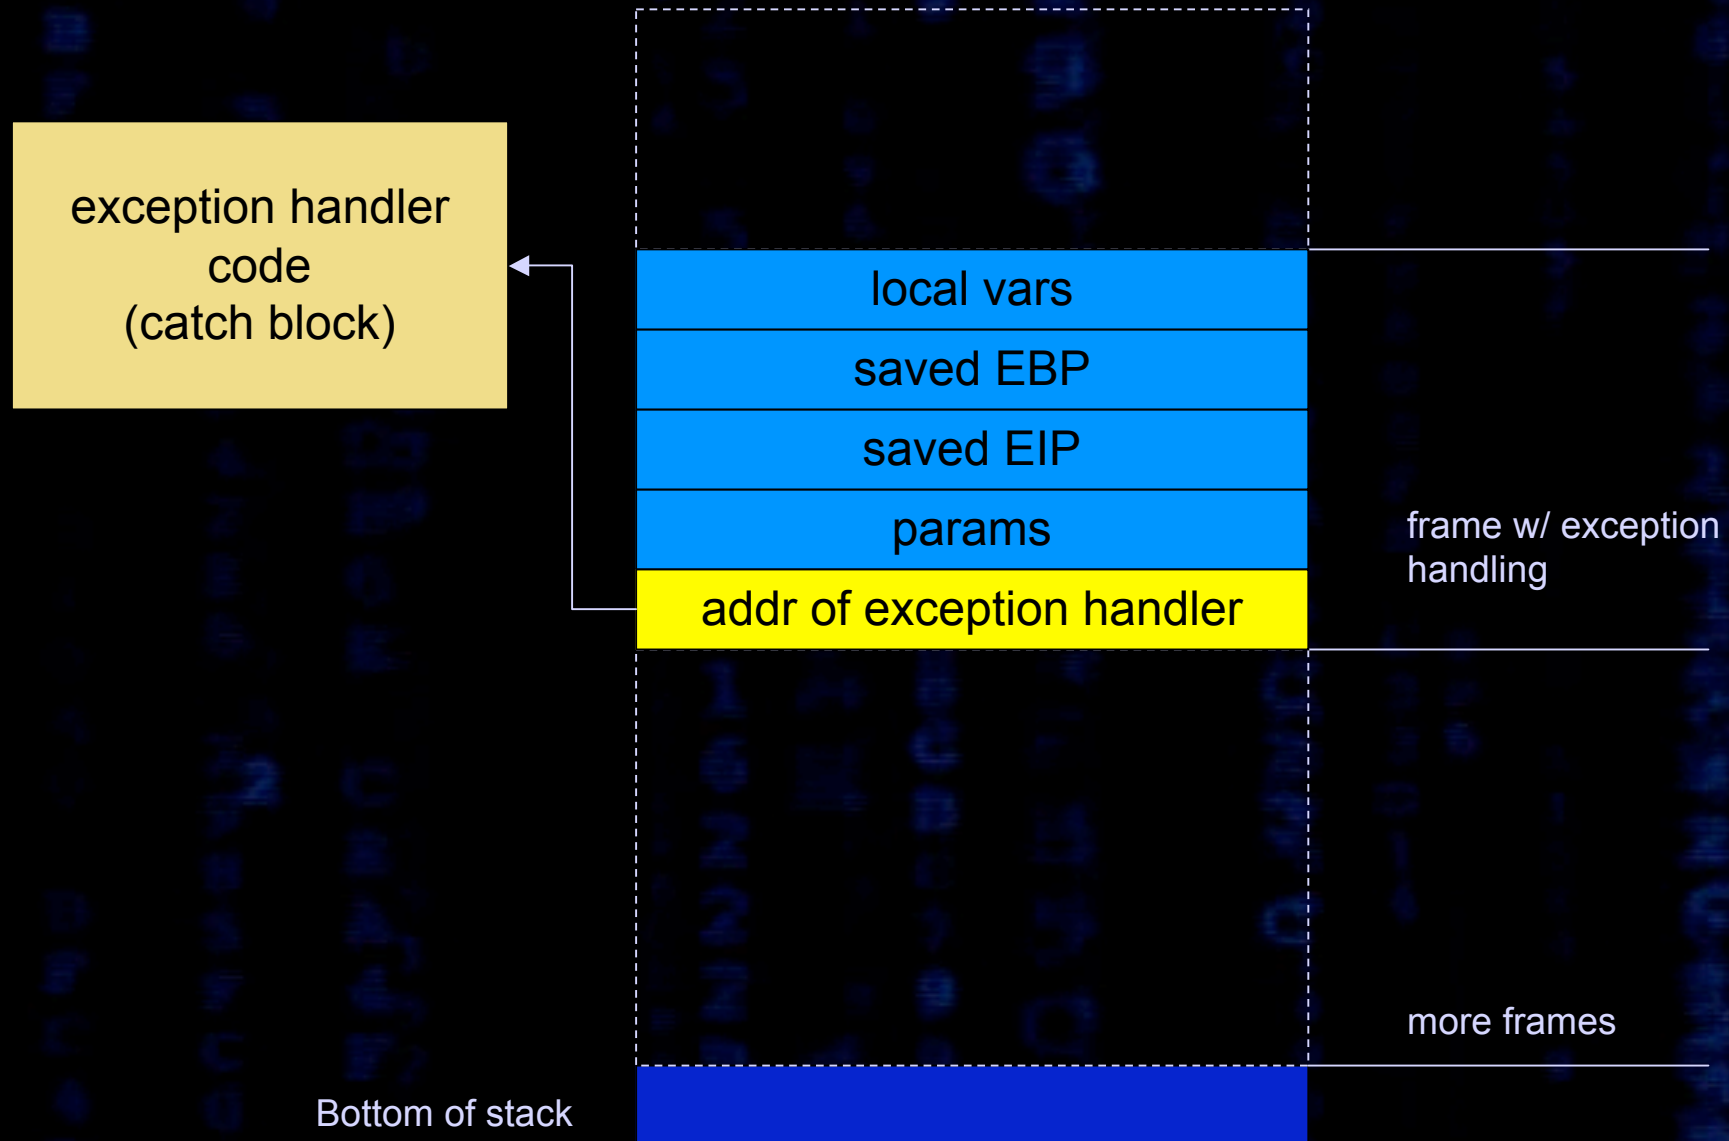 exception handler
code
(catch block)
local vars
saved EBP
saved EIP
params
addr of exception handler
frame w/ exception
handling
more frames
Bottom of stack